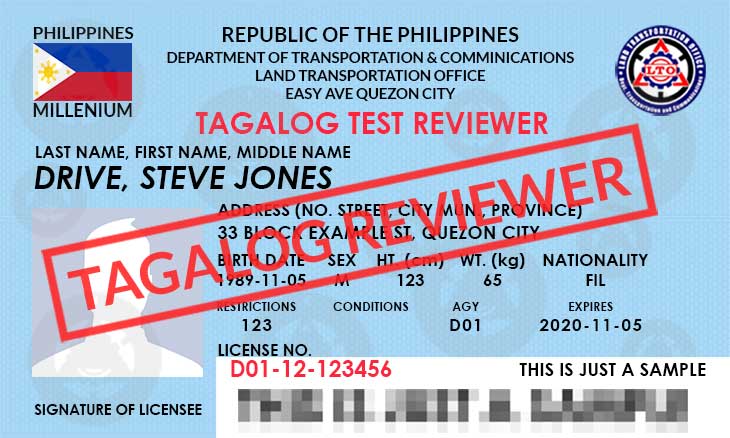 PHILIPPINES
MILLENIUM
REPUBLIC OF THE PHILIPPINES
DEPARTMENT OF TRANSPORTATION & COMMINICATIONS
LAND TRANSPORTATION OFFICE
EASY AVE QUEZON CITY
LTO
TAGALOG TEST REVIEWER
LAST NAME, FIRST NAME, MIDDLE NAME
DRIVE, STEVE JONES
TAGALOG REVIEWER
ADDRESS (NO. STREET, CITY MUN., PROVINCE)
33 BLOCK EXAMPLE ST, QUEZON CITY
BIRTH DATE SEX HT. (cm) WT. (kg) NATIONALITY
1989-11-05 M 123 65 FIL
RESTRICTIONS CONDITIONS AGY EXPIRES
123 D01 2020-11-05
LICENSE NO.
D01-12-123456
THIS IS JUST A SAMPLE
SIGNATURE OF LICENSEE